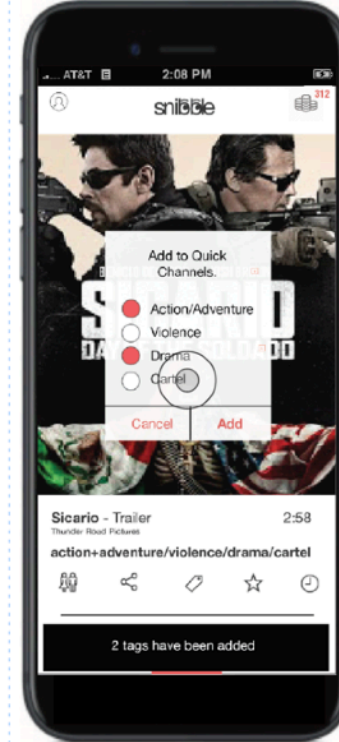 AT&T
2:08 PM
snibble
312
Add to Quick
Channels.
SICARIO
DAY OF THE SOLDADO
Action/Adventure
Violence
Drama
Cartel
Cancel
Add
Sicario - Trailer
2:58
Thunder Road Pictures
action+adventure/violence/drama/cartel
2 tags have been added